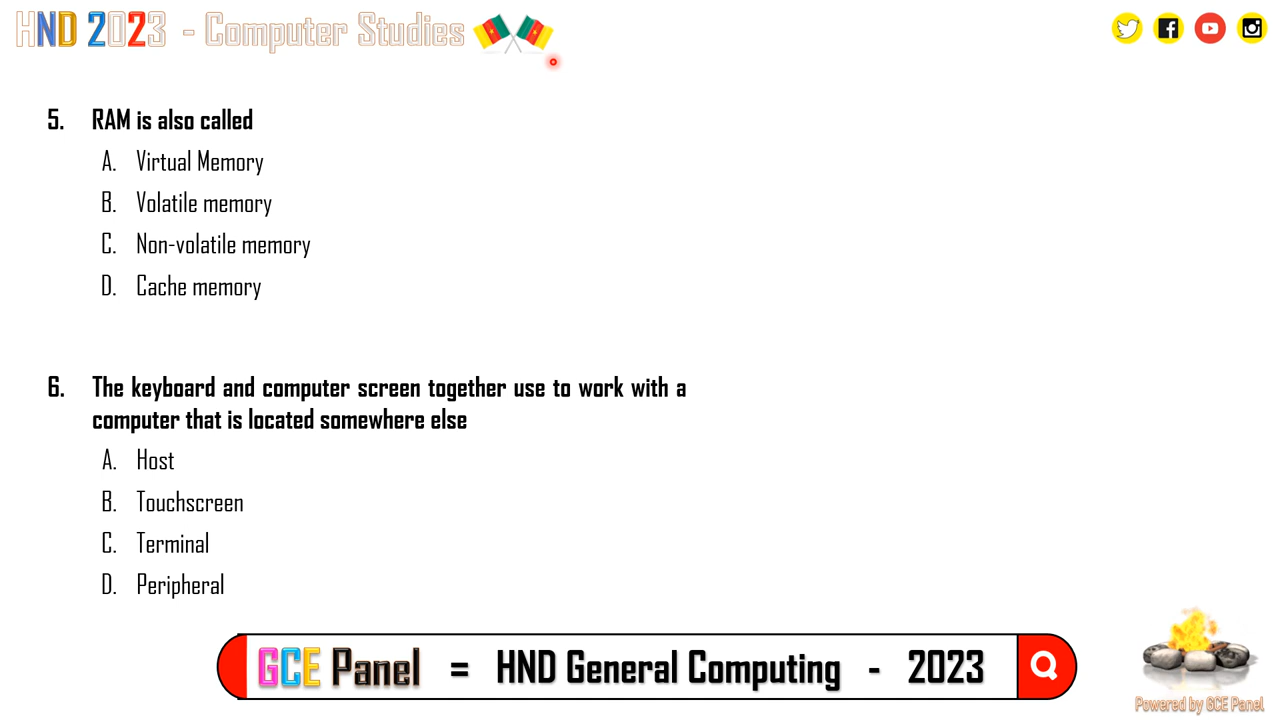 HND 2023 - Computer Studies
5. RAM is also called
A. Virtual Memory
B. Volatile memory
C. Non-volatile memory
D. Cache memory
6. The keyboard and computer screen together use to work with a
computer that is located somewhere else
A. Host
B. Touchscreen
C. Terminal
D. Peripheral
GCE Panel = HND General Computing - 2023
Powered by GCE Panel